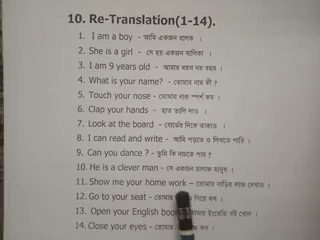 10. Re-Translation(1-14).
1. I am a boy - আমি একজন বালক ।
2. She is a girl - সে হয় একজন বালিকা ।
3. I am 9 years old - আমার বয়স নয় বছর ।
4. What is your name? - তোমার নাম কী ?
5. Touch your nose - তোমার নাক স্পর্শ কর ।
6. Clap your hands - হাত তালি দাও ।
7. Look at the board - বোর্ডের দিকে তাকাও ।
8. I can read and write - আমি পড়তে ও লিখতে পারি ।
9. Can you dance ? - তুমি কি নাচতে পার ?
10. He is a clever man - সে একজন চালাক মানুষ ।
11. Show me your home work – তোমার বাড়ির কাজ দেখাও ।
12. Go to your seat - তোমার গিয়ে বস ।
13. Open your English book তোমার ইংরেজি বই খোল ।
14. Close your eyes - তোমার কর ।